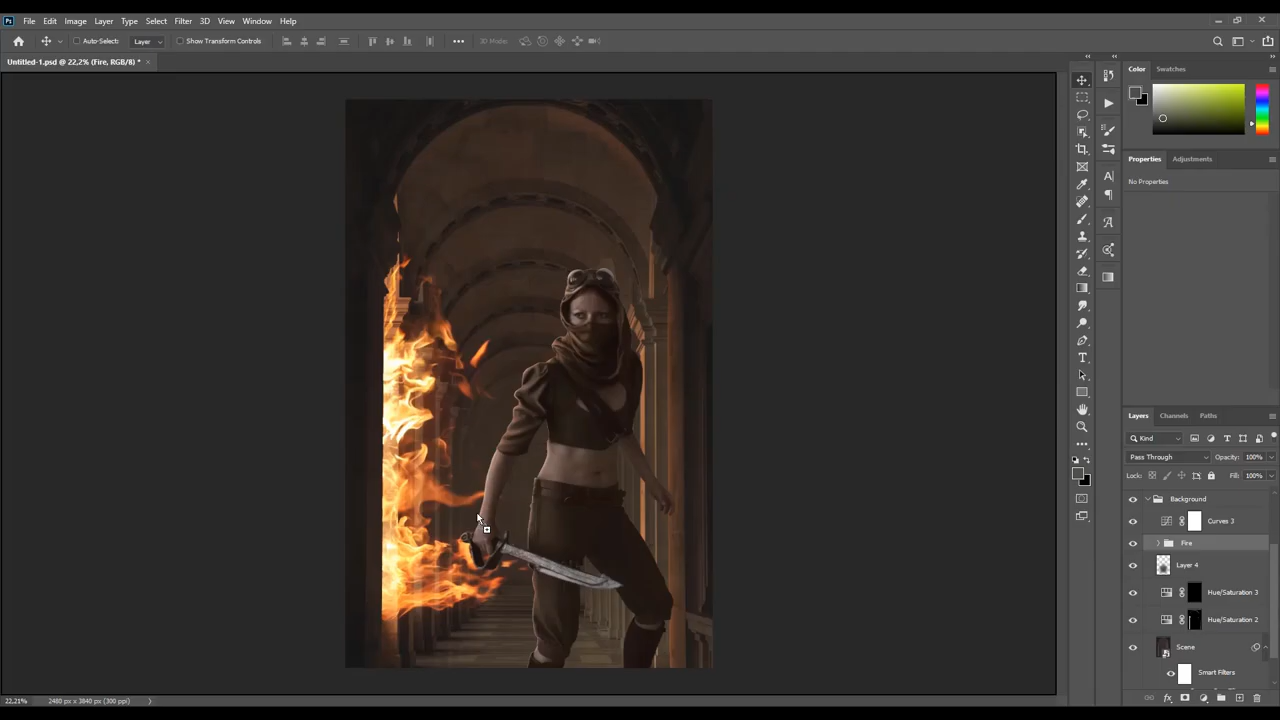 Ps File Edit Image Layer Type Select Filter 3D View Window Help
Auto-Select: Layer Show Transform Controls 3D Mode:
Untitled-1.psd @ 22,2% (Fire, RGB/8) *
Color Swatches
Properties Adjustments
No Properties
Layers Channels Paths
Kind
Pass Through Opacity: 100%
Lock: Fill: 100%
Background
Curves 3
Fire
Layer 4
Hue/Saturation 3
Hue/Saturation 2
Scene
Smart Filters
22,21% 2480 px x 3840 px (300 ppi)